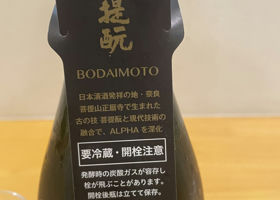 提酛
BODAIMOTO
日本清酒発祥の地・奈良
菩提山正暦寺で生まれた
古の技 菩提酛と現代技術の
融合で、ALPHAを深化
要冷蔵・開栓注意
発酵時の炭酸ガスが容存し
栓が飛ぶことがあります。
開栓後瓶は立てて保存。